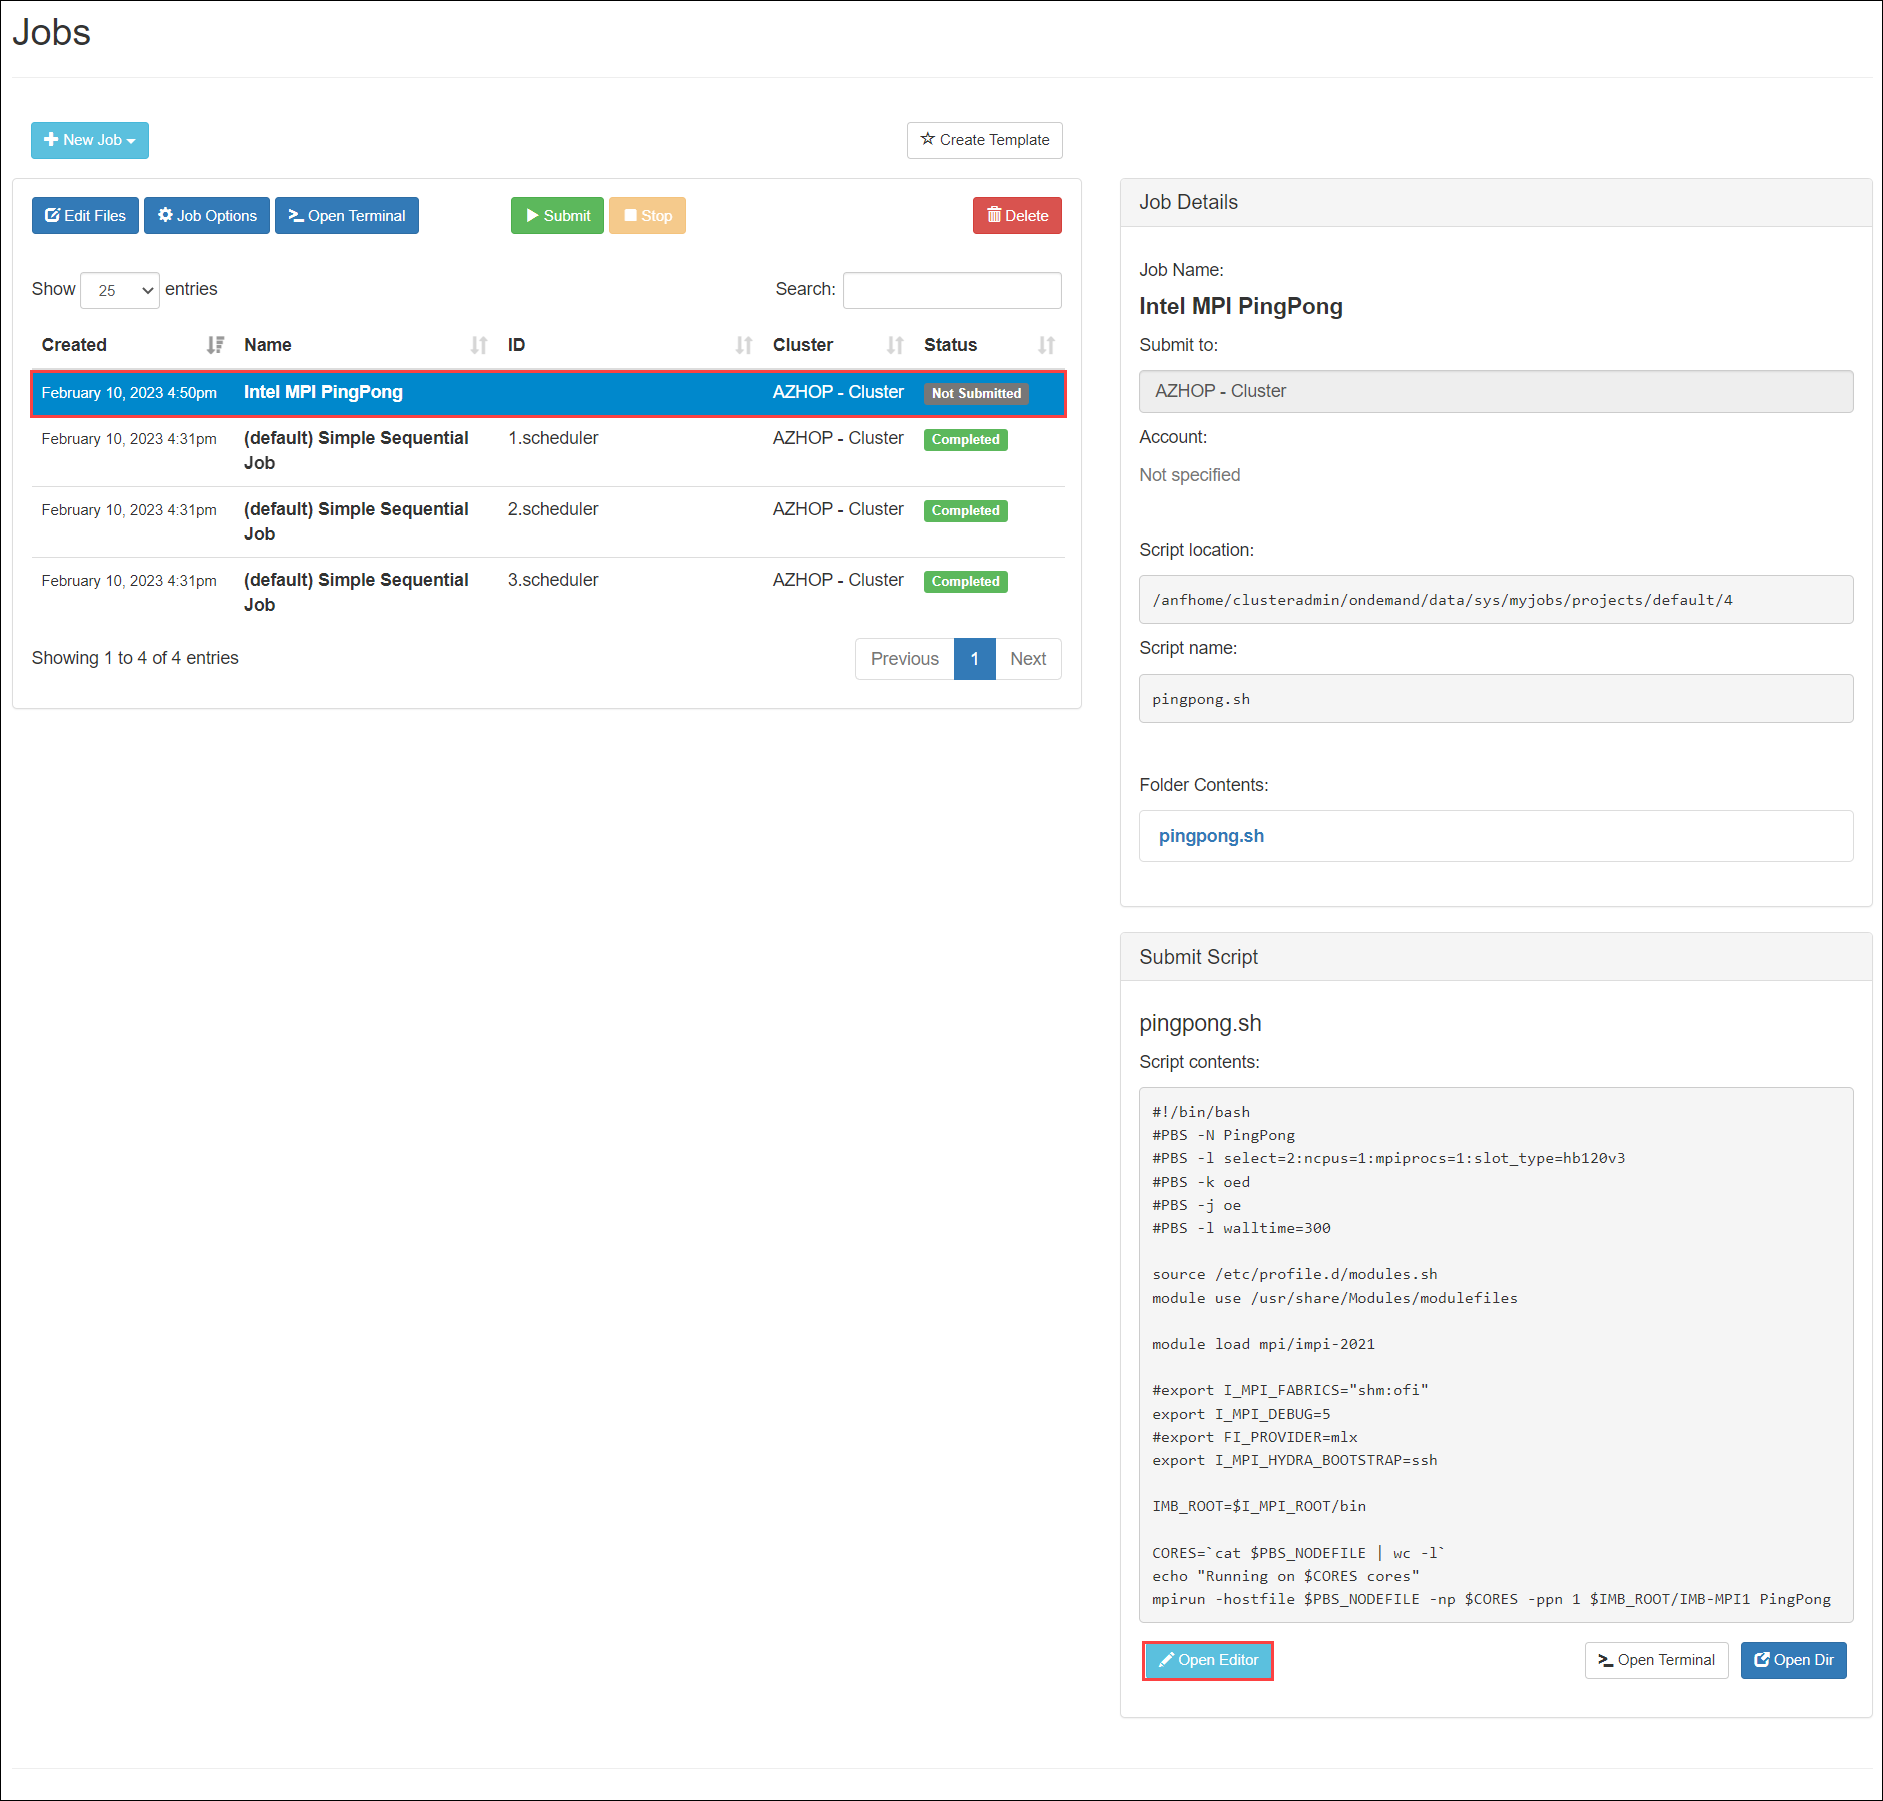 Jobs
New Job
Create Template
Edit Files
Job Options
Open Terminal
Submit
Stop
Delete
Show 25 entries
Search:
Created Name ID Cluster Status
February 10, 2023 4:50pm Intel MPI PingPong AZHOP - Cluster Not Submitted
February 10, 2023 4:31pm (default) Simple Sequential 1.scheduler AZHOP - Cluster Completed
Job
February 10, 2023 4:31pm (default) Simple Sequential 2.scheduler AZHOP - Cluster Completed
Job
February 10, 2023 4:31pm (default) Simple Sequential 3.scheduler AZHOP - Cluster Completed
Job
Showing 1 to 4 of 4 entries
Previous 1 Next
Job Details
Job Name:
Intel MPI PingPong
Submit to:
AZHOP - Cluster
Account:
Not specified
Script location:
/anfhome/clusteradmin/ondemand/data/sys/myjobs/projects/default/4
Script name:
pingpong.sh
Folder Contents:
pingpong.sh
Submit Script
pingpong.sh
Script contents:
#!/bin/bash
#PBS -N PingPong
#PBS -l select=2:ncpus=1:mpiprocs=1:slot_type=hb120v3
#PBS -k oed
#PBS -j oe
#PBS -l walltime=300
source /etc/profile.d/modules.sh
module use /usr/share/Modules/modulefiles
module load mpi/impi-2021
#export I_MPI_FABRICS="shm:ofi"
export I_MPI_DEBUG=5
#export FI_PROVIDER=mlx
export I_MPI_HYDRA_BOOTSTRAP=ssh
IMB_ROOT=$I_MPI_ROOT/bin
CORES=`cat $PBS_NODEFILE | wc -l`
echo "Running on $CORES cores"
mpirun -hostfile $PBS_NODEFILE -np $CORES -ppn 1 $IMB_ROOT/IMB-MPI1 PingPong
Open Editor
Open Terminal
Open Dir